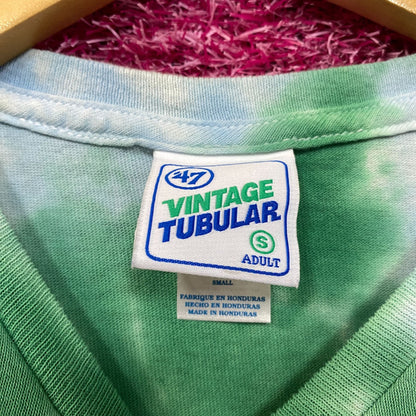 '47
VINTAGE
TUBULAR
S
ADULT
SMALL
FABRIQUE EN HONDURAS
HECHO EN HONDURAS
MADE IN HONDURAS